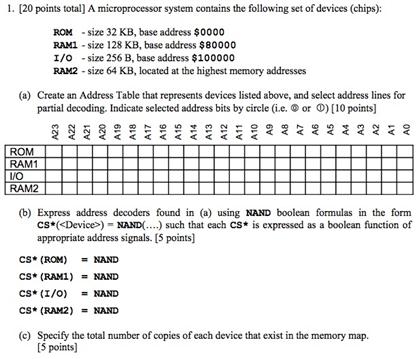 1. [20 points total] A microprocessor system contains the following set of devices (chips):
ROM - size 32 KB, base address $0000
RAM1 - size 128 KB, base address $80000
I/O - size 256 B, base address $100000
RAM2 - size 64 KB, located at the highest memory addresses
(a) Create an Address Table that represents devices listed above, and select address lines for
partial decoding. Indicate selected address bits by circle (i.e. ⓪ or ①) [10 points]
A23 A22 A21 A20 A19 A18 A17 A16 A15 A14 A13 A12 A11 A10 A9 A8 A7 A6 A5 A4 A3 A2 A1 A0
ROM
RAM1
I/O
RAM2
(b) Express address decoders found in (a) using NAND boolean formulas in the form
CS*(<Device>) = NAND(....) such that each CS* is expressed as a boolean function of
appropriate address signals. [5 points]
CS*(ROM) = NAND
CS*(RAM1) = NAND
CS*(I/O) = NAND
CS*(RAM2) = NAND
(c) Specify the total number of copies of each device that exist in the memory map.
[5 points]